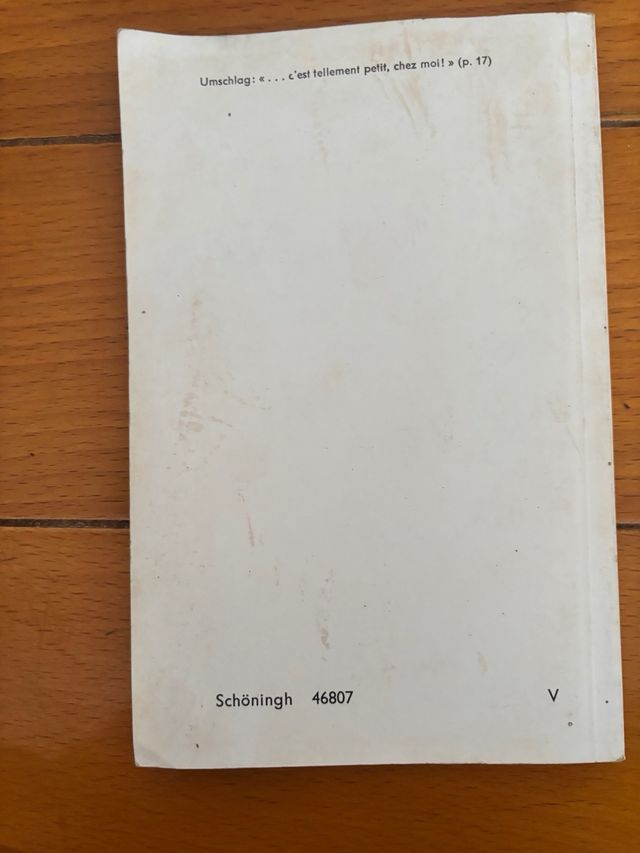 Umschlag: « . . . c'est tellement petit, chez moi! » (p. 17)
Schöningh 46807 V